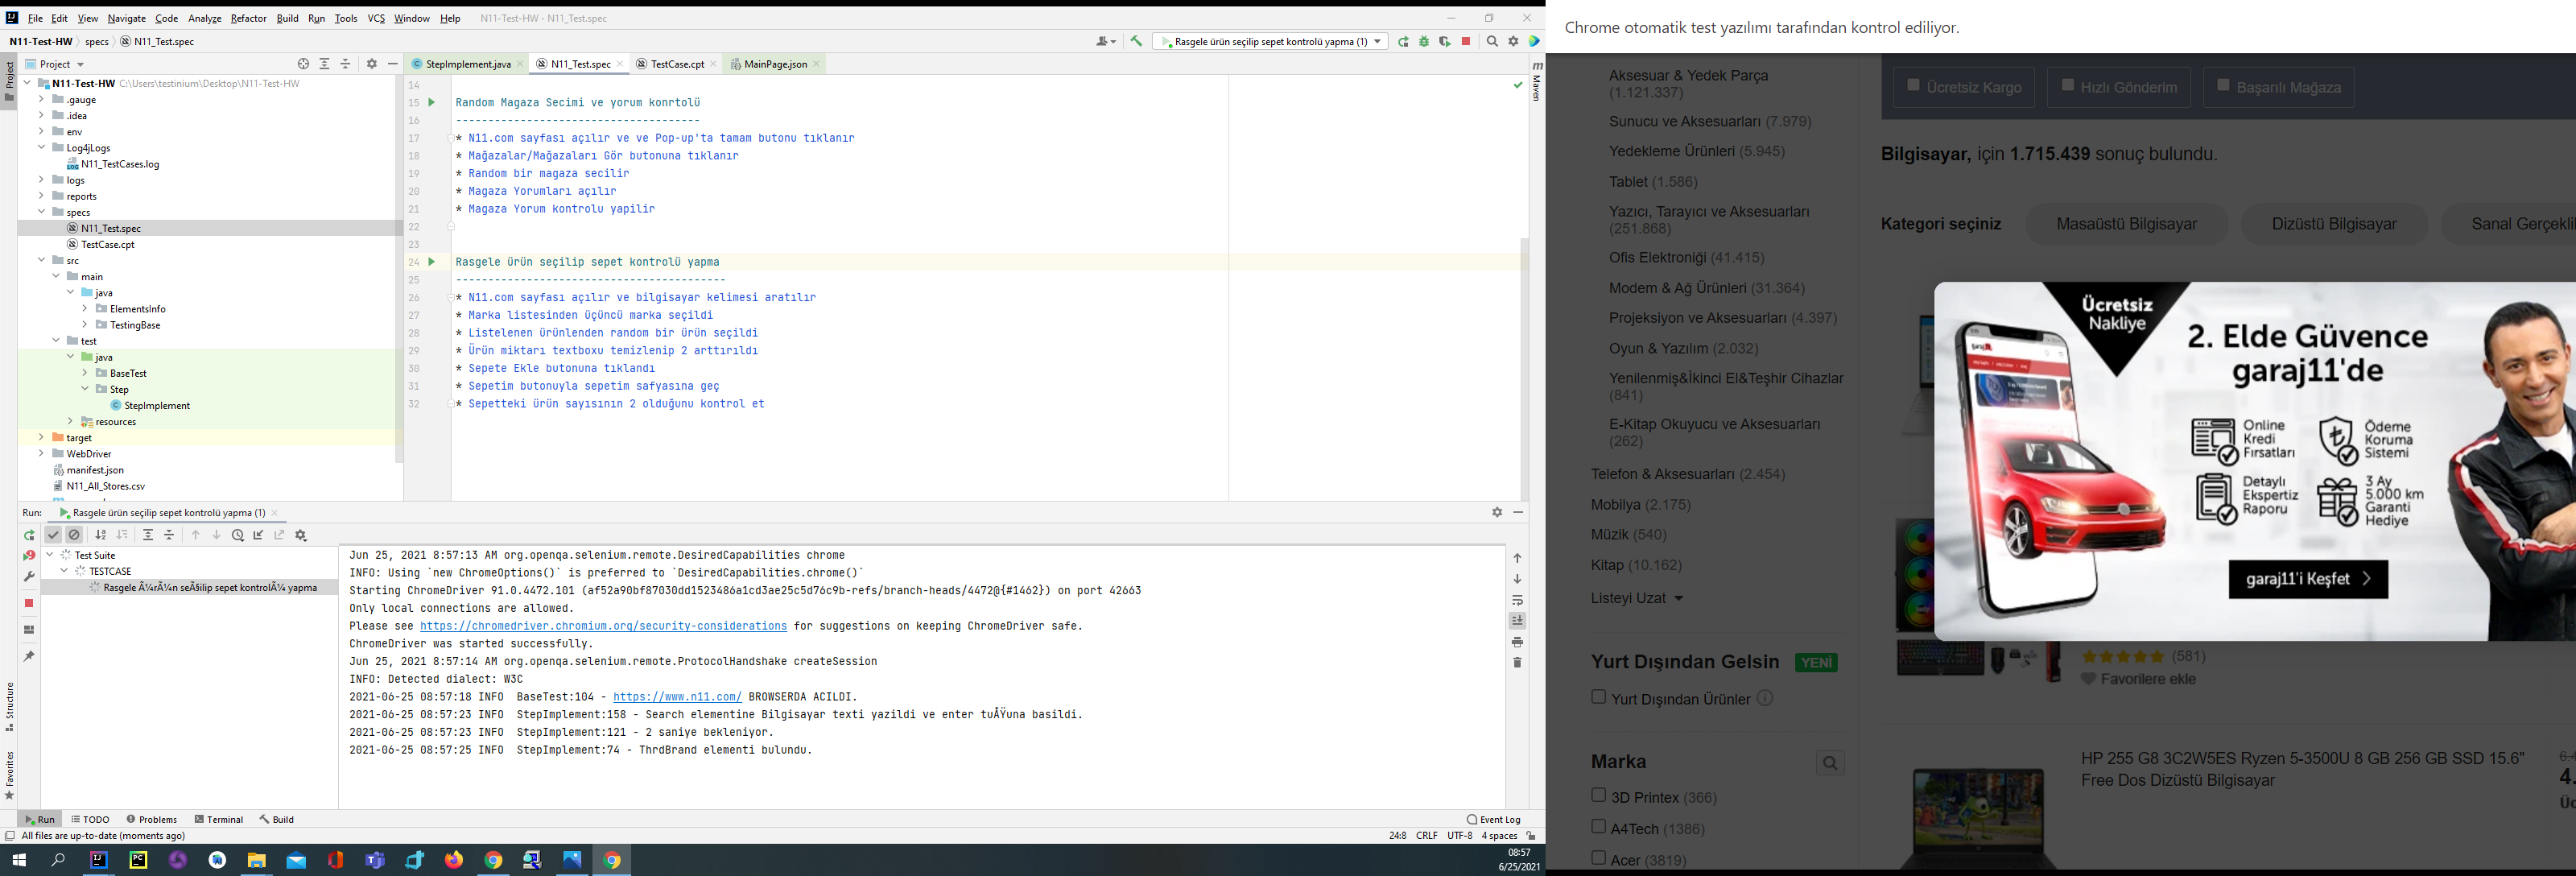 File Edit View Navigate Code Analyze Refactor Build Run Tools VCS Window Help N11-Test-HW - N11_Test.spec
N11-Test-HW specs N11_Test.spec
Rasgele ürün seçilip sepet kontrolü yapma (1)
Project
StepImplement.java N11_Test.spec TestCase.cpt MainPage.json
Project
Maven
N11-Test-HW C:\Users\testinium\Desktop\N11-Test-HW
.gauge
.idea
env
Log4jLogs
N11_TestCases.log
logs
reports
specs
N11_Test.spec
TestCase.cpt
src
main
java
ElementsInfo
TestingBase
test
java
BaseTest
Step
StepImplement
resources
target
WebDriver
manifest.json
N11_All_Stores.csv
14
15 Random Magaza Secimi ve yorum konrtolü
16 --------------------------------------
17 * N11.com sayfası açılır ve ve Pop-up'ta tamam butonu tıklanır
18 * Mağazalar/Mağazaları Gör butonuna tıklanır
19 * Random bir magaza secilir
20 * Magaza Yorumları açılır
21 * Magaza Yorum kontrolu yapilir
22
23
24 Rasgele ürün seçilip sepet kontrolü yapma
25 ------------------------------------------
26 * N11.com sayfası açılır ve bilgisayar kelimesi aratılır
27 * Marka listesinden üçüncü marka seçildi
28 * Listelenen ürünlenden random bir ürün seçildi
29 * Ürün miktarı textboxu temizlenip 2 arttırıldı
30 * Sepete Ekle butonuna tıklandı
31 * Sepetim butonuyla sepetim safyasına geç
32 * Sepetteki ürün sayısının 2 olduğunu kontrol et
Run: Rasgele ürün seçilip sepet kontrolü yapma (1)
Test Suite
TESTCASE
Rasgele Ã¼rÃ¼n seÃ§ilip sepet kontrolÃ¼ yapma
Jun 25, 2021 8:57:13 AM org.openqa.selenium.remote.DesiredCapabilities chrome
INFO: Using `new ChromeOptions()` is preferred to `DesiredCapabilities.chrome()`
Starting ChromeDriver 91.0.4472.101 (af52a90bf87030dd1523486a1cd3ae25c5d76c9b-refs/branch-heads/4472@{#1462}) on port 42663
Only local connections are allowed.
Please see https://chromedriver.chromium.org/security-considerations for suggestions on keeping ChromeDriver safe.
ChromeDriver was started successfully.
Jun 25, 2021 8:57:14 AM org.openqa.selenium.remote.ProtocolHandshake createSession
INFO: Detected dialect: W3C
2021-06-25 08:57:18 INFO BaseTest:104 - https://www.n11.com/ BROWSERDA ACILDI.
2021-06-25 08:57:23 INFO StepImplement:158 - Search elementine Bilgisayar texti yazildi ve enter tuÅŸuna basildi.
2021-06-25 08:57:23 INFO StepImplement:121 - 2 saniye bekleniyor.
2021-06-25 08:57:25 INFO StepImplement:74 - ThrdBrand elementi bulundu.
Structure
Favorites
Run TODO Problems Terminal Build Event Log
All files are up-to-date (moments ago) 24:8 CRLF UTF-8 4 spaces
08:57
6/25/2021
Chrome otomatik test yazılımı tarafından kontrol ediliyor.
Aksesuar & Yedek Parça
(1.121.337)
Sunucu ve Aksesuarları (7.979)
Yedekleme Ürünleri (5.945)
Tablet (1.586)
Yazıcı, Tarayıcı ve Aksesuarları
(251.868)
Ofis Elektroniği (41.415)
Modem & Ağ Ürünleri (31.364)
Projeksiyon ve Aksesuarları (4.397)
Oyun & Yazılım (2.032)
Yenilenmiş&İkinci El&Teşhir Cihazlar
(841)
E-Kitap Okuyucu ve Aksesuarları
(262)
Telefon & Aksesuarları (2.454)
Mobilya (2.175)
Müzik (540)
Kitap (10.162)
Listeyi Uzat
Yurt Dışından Gelsin YENİ
Yurt Dışından Ürünler
Marka
3D Printex (366)
A4Tech (1386)
Acer (3819)
Ücretsiz Kargo Hızlı Gönderim Başarılı Mağaza
Bilgisayar, için 1.715.439 sonuç bulundu.
Kategori seçiniz Masaüstü Bilgisayar Dizüstü Bilgisayar Sanal Gerçekli
Ücretsiz
Nakliye
2. Elde Güvence
garaj11'de
Online
Kredi
Fırsatları
Ödeme
Koruma
Sistemi
Detaylı
Ekspertiz
Raporu
3 Ay
5.000 km
Garanti
Hediye
garaj11'i Keşfet
(581)
Favorilere ekle
HP 255 G8 3C2W5ES Ryzen 5-3500U 8 GB 256 GB SSD 15.6"
Free Dos Dizüstü Bilgisayar